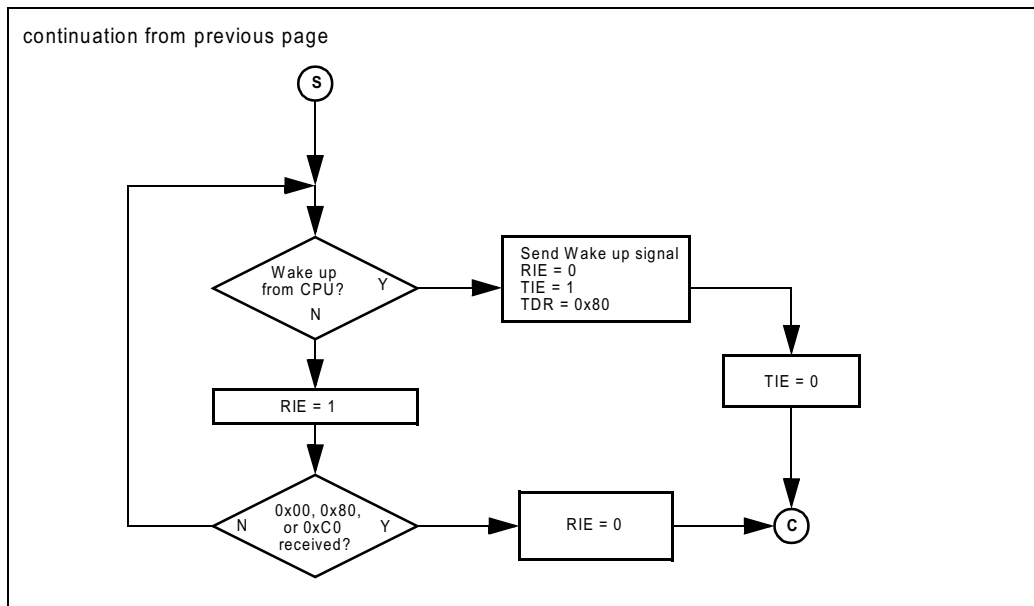 continuation from previous page
S
Wake up
from CPU?
Y
N
Send Wake up signal
RIE = 0
TIE = 1
TDR = 0x80
TIE = 0
RIE = 1
N
0x00, 0x80,
or 0xC0
received?
Y
RIE = 0
C